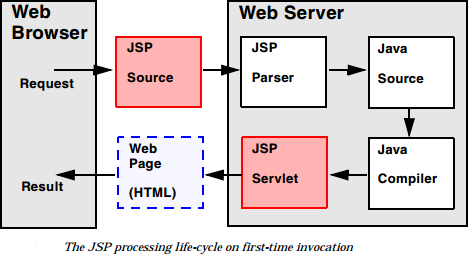 Web
Browser
Web Server
Request
JSP
Source
JSP
Parser
Java
Source
Result
Web
Page
(HTML)
JSP
Servlet
Java
Compiler
The JSP processing life-cycle on first-time invocation